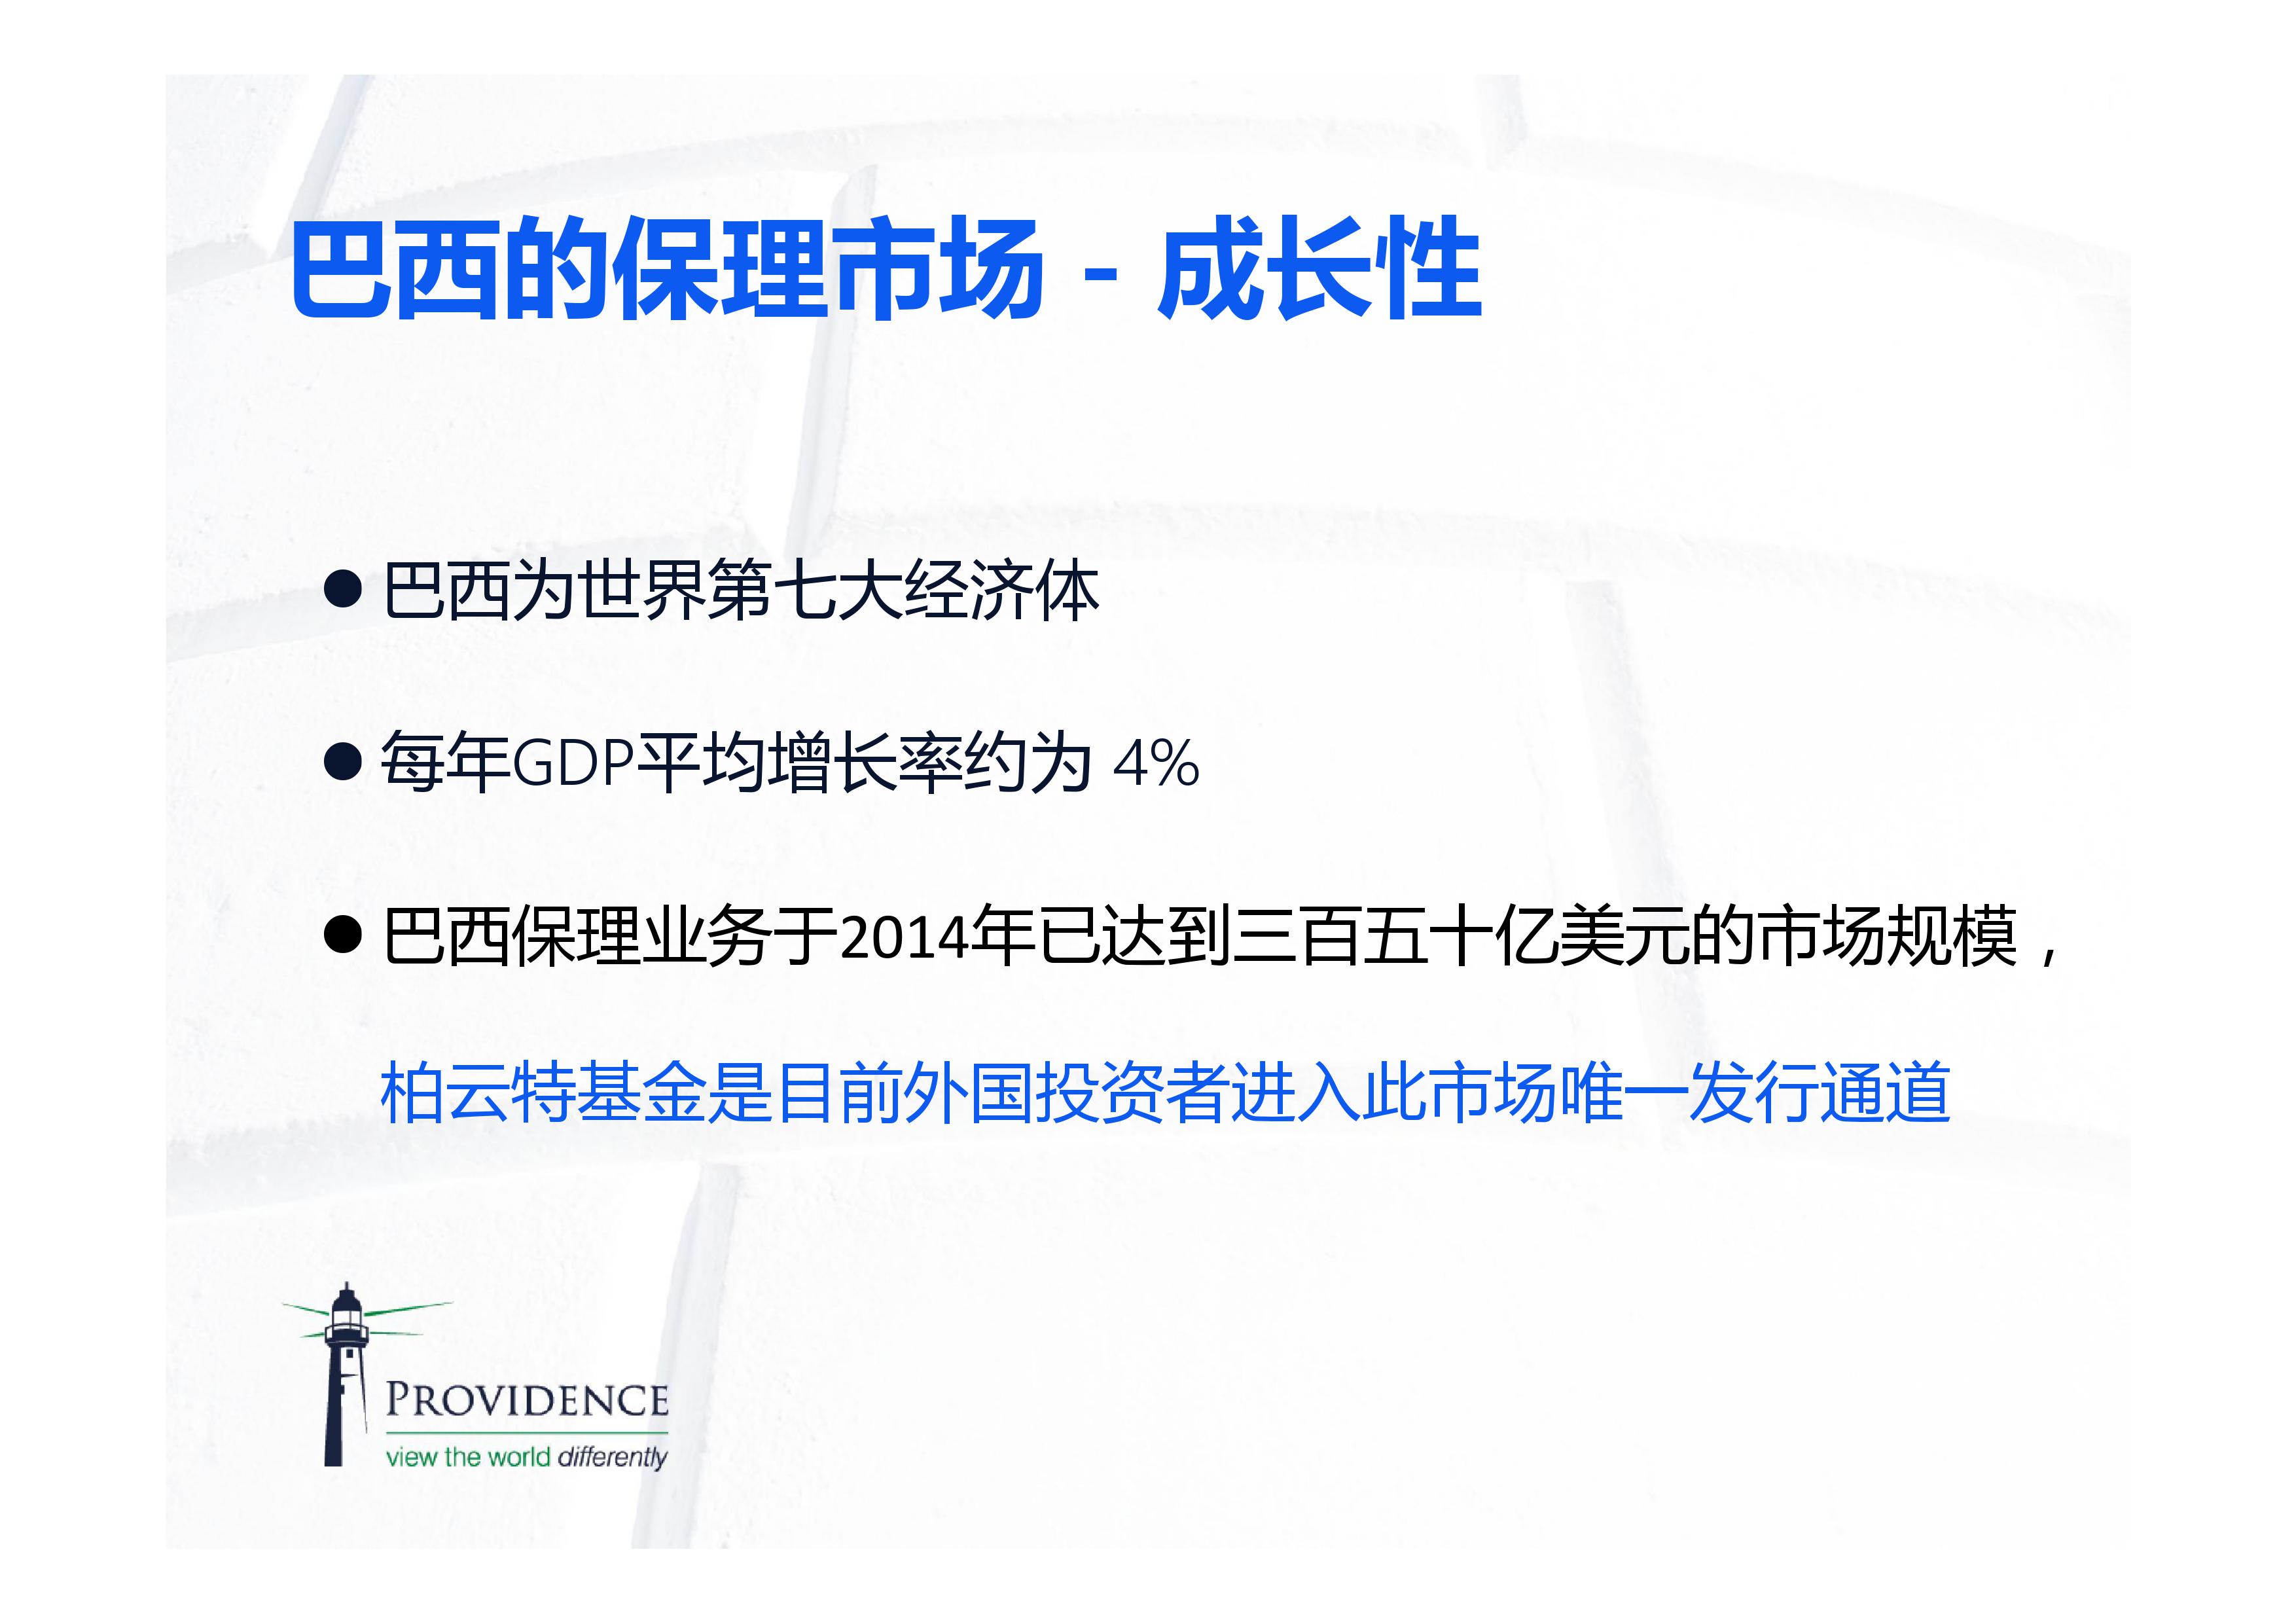 巴西的保理市场 - 成长性
● 巴西为世界第七大经济体
● 每年GDP平均增长率约为 4%
● 巴西保理业务于2014年已达到三百五十亿美元的市场规模，
柏云特基金是目前外国投资者进入此市场唯一发行通道
PROVIDENCE
view the world differently